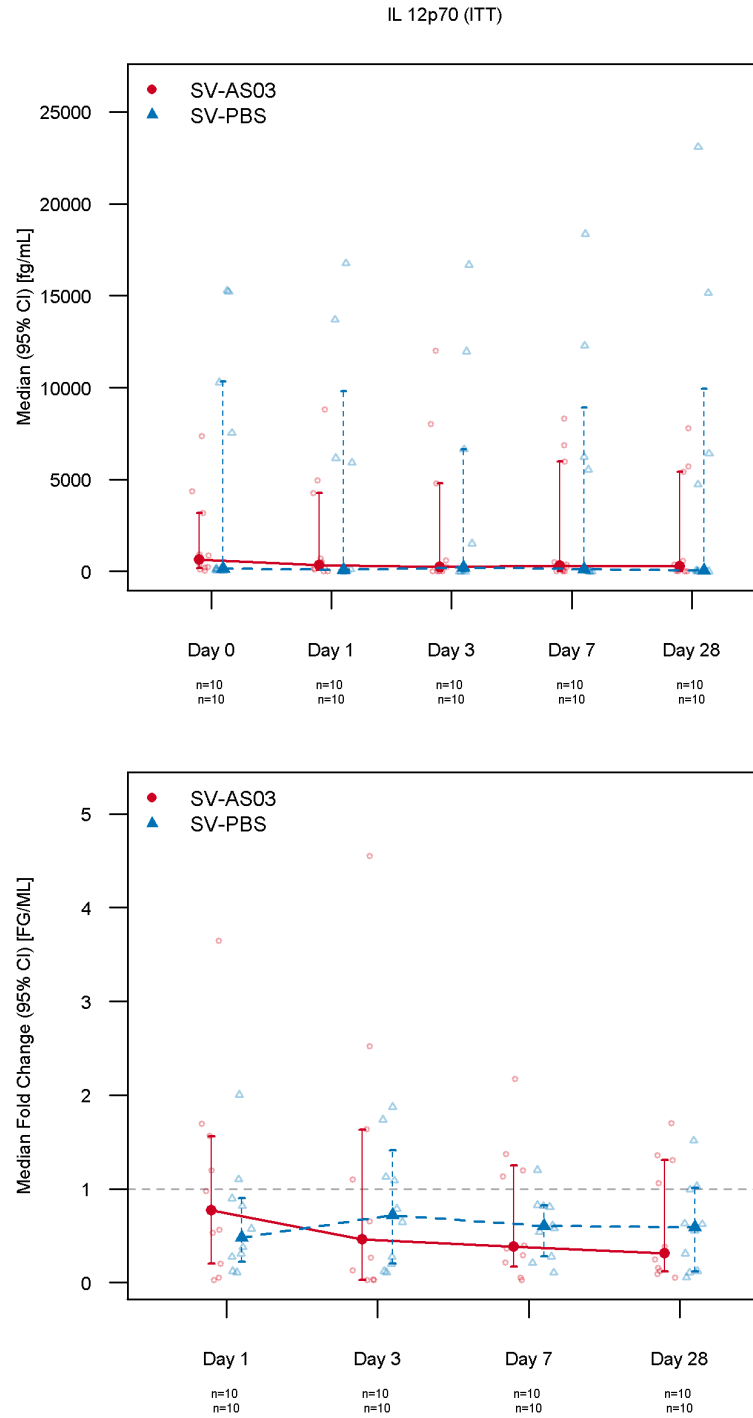 IL 12p70 (ITT)
SV-AS03
SV-PBS
Median (95% CI) [fg/mL]
25000
20000
15000
10000
5000
0
Day 0 Day 1 Day 3 Day 7 Day 28
n=10 n=10 n=10 n=10 n=10
n=10 n=10 n=10 n=10 n=10
SV-AS03
SV-PBS
Median Fold Change (95% CI) [FG/ML]
5
4
3
2
1
0
Day 1 Day 3 Day 7 Day 28
n=10 n=10 n=10 n=10
n=10 n=10 n=10 n=10